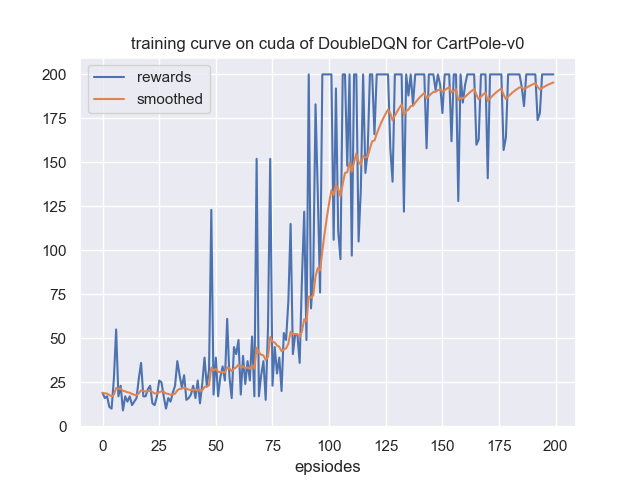 training curve on cuda of DoubleDQN for CartPole-v0
rewards
smoothed
200
175
150
125
100
75
50
25
0
0 25 50 75 100 125 150 175 200
epsiodes